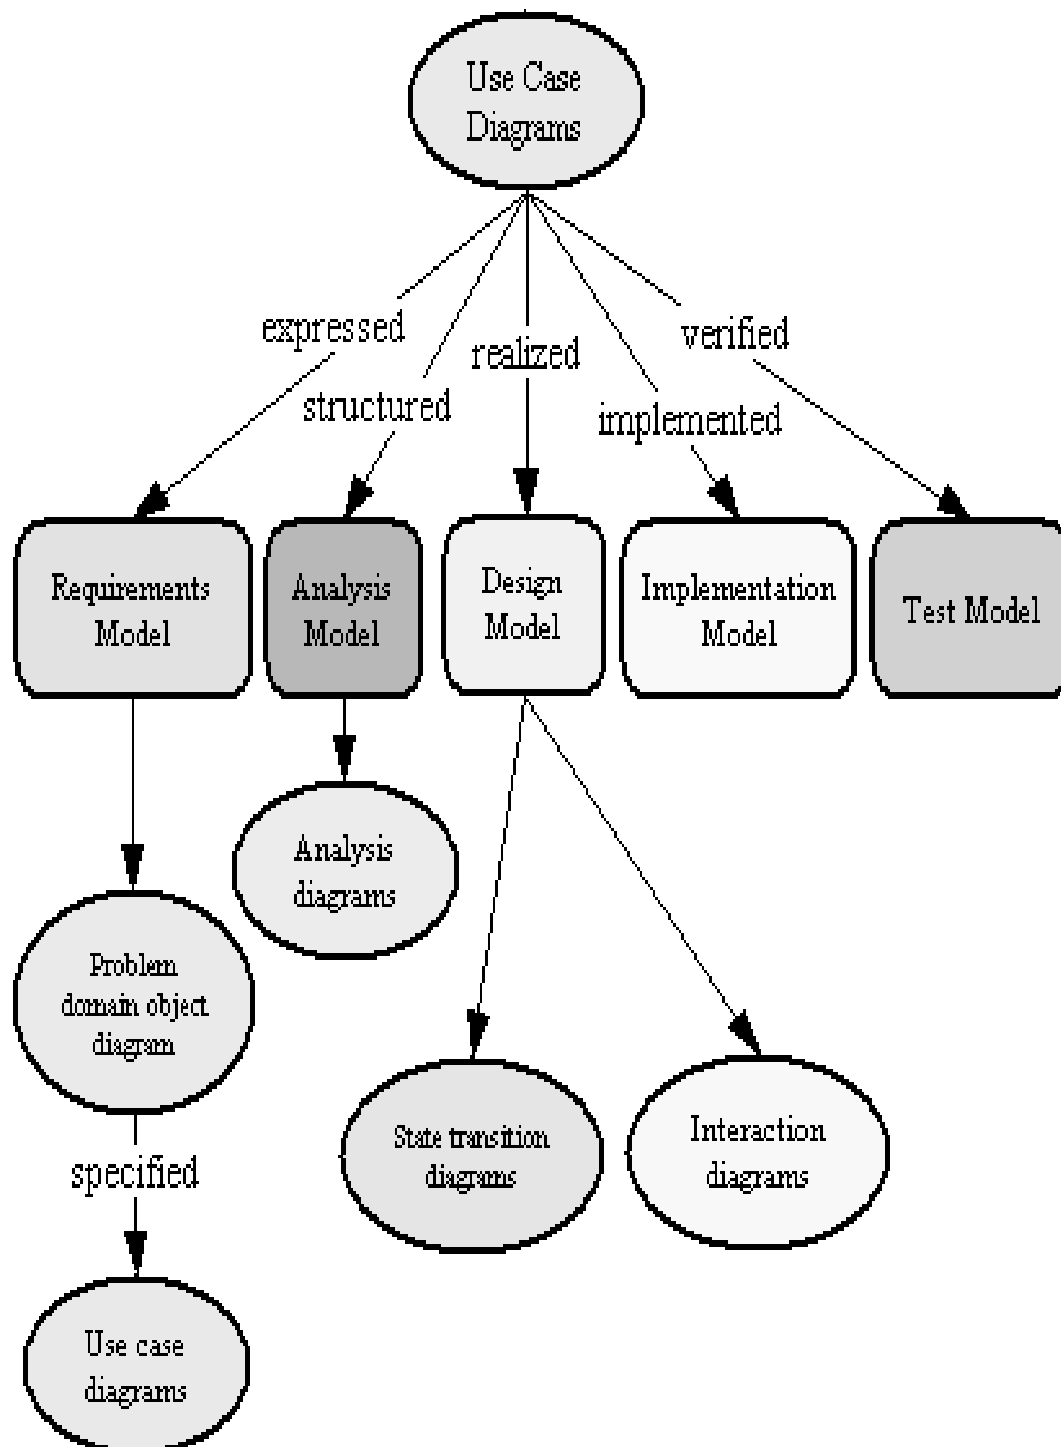 Use Case
Diagrams
expressed
structured
realized
implemented
verified
Requirements
Model
Analysis
Model
Design
Model
Implementation
Model
Test Model
Analysis
diagrams
Problem
domain object
diagram
State transition
diagrams
Interaction
diagrams
specified
Use case
diagrams